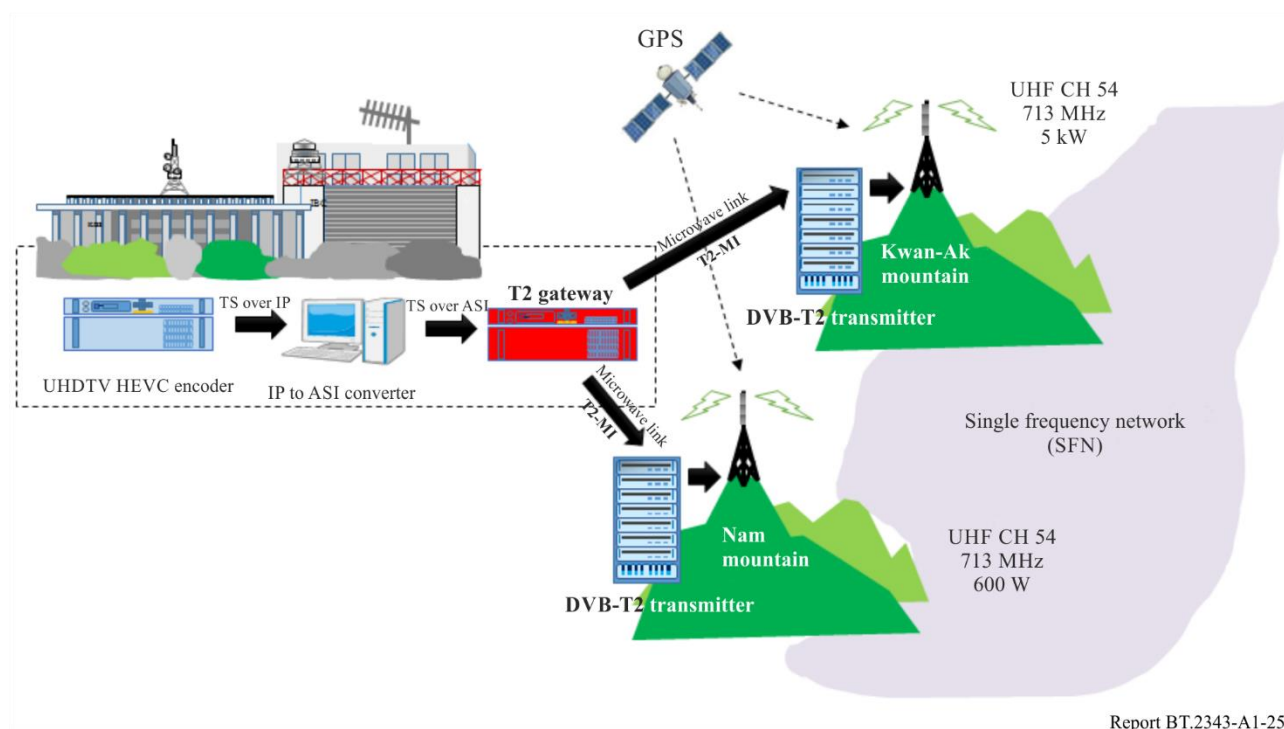 GPS
UHF CH 54
713 MHz
5 kW
Microwave link
T2-MI
Kwan-Ak
mountain
DVB-T2 transmitter
TS over IP
TS over ASI
T2 gateway
UHDTV HEVC encoder
IP to ASI converter
Microwave link
T2-MI
Single frequency network
(SFN)
Nam
mountain
UHF CH 54
713 MHz
600 W
DVB-T2 transmitter
Report BT.2343-A1-25